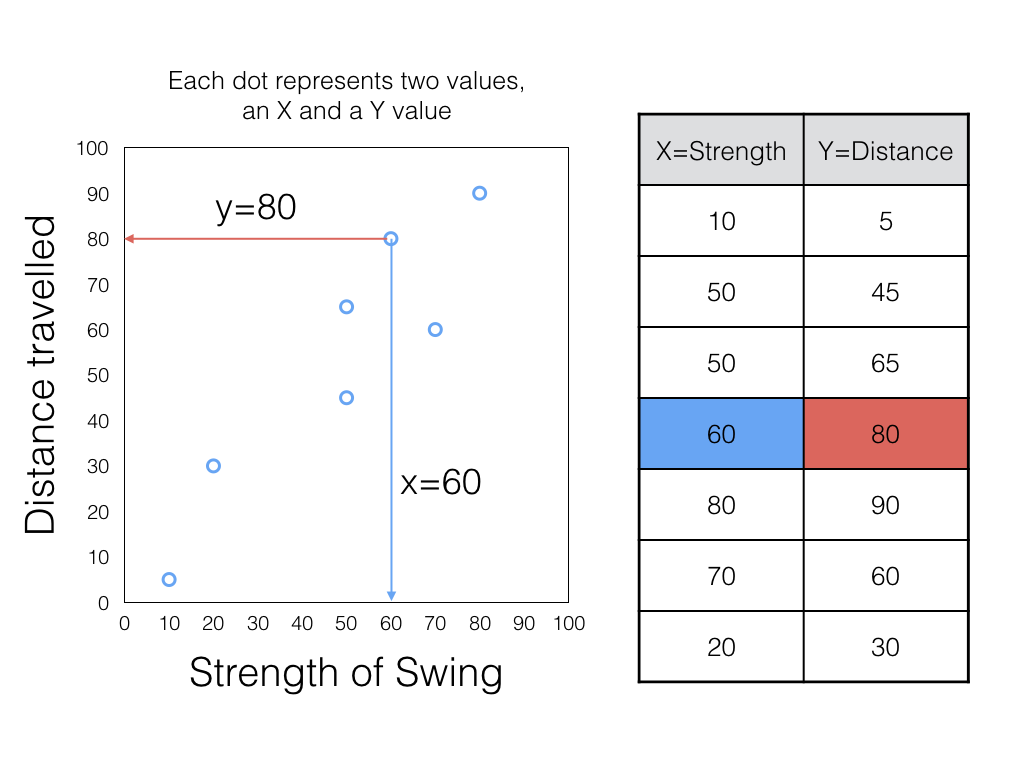 Each dot represents two values,
an X and a Y value
100
90
80
70
60
50
40
30
20
10
0
Distance travelled
y=80
x=60
0 10 20 30 40 50 60 70 80 90 100
Strength of Swing
X=Strength Y=Distance
10 5
50 45
50 65
60 80
80 90
70 60
20 30